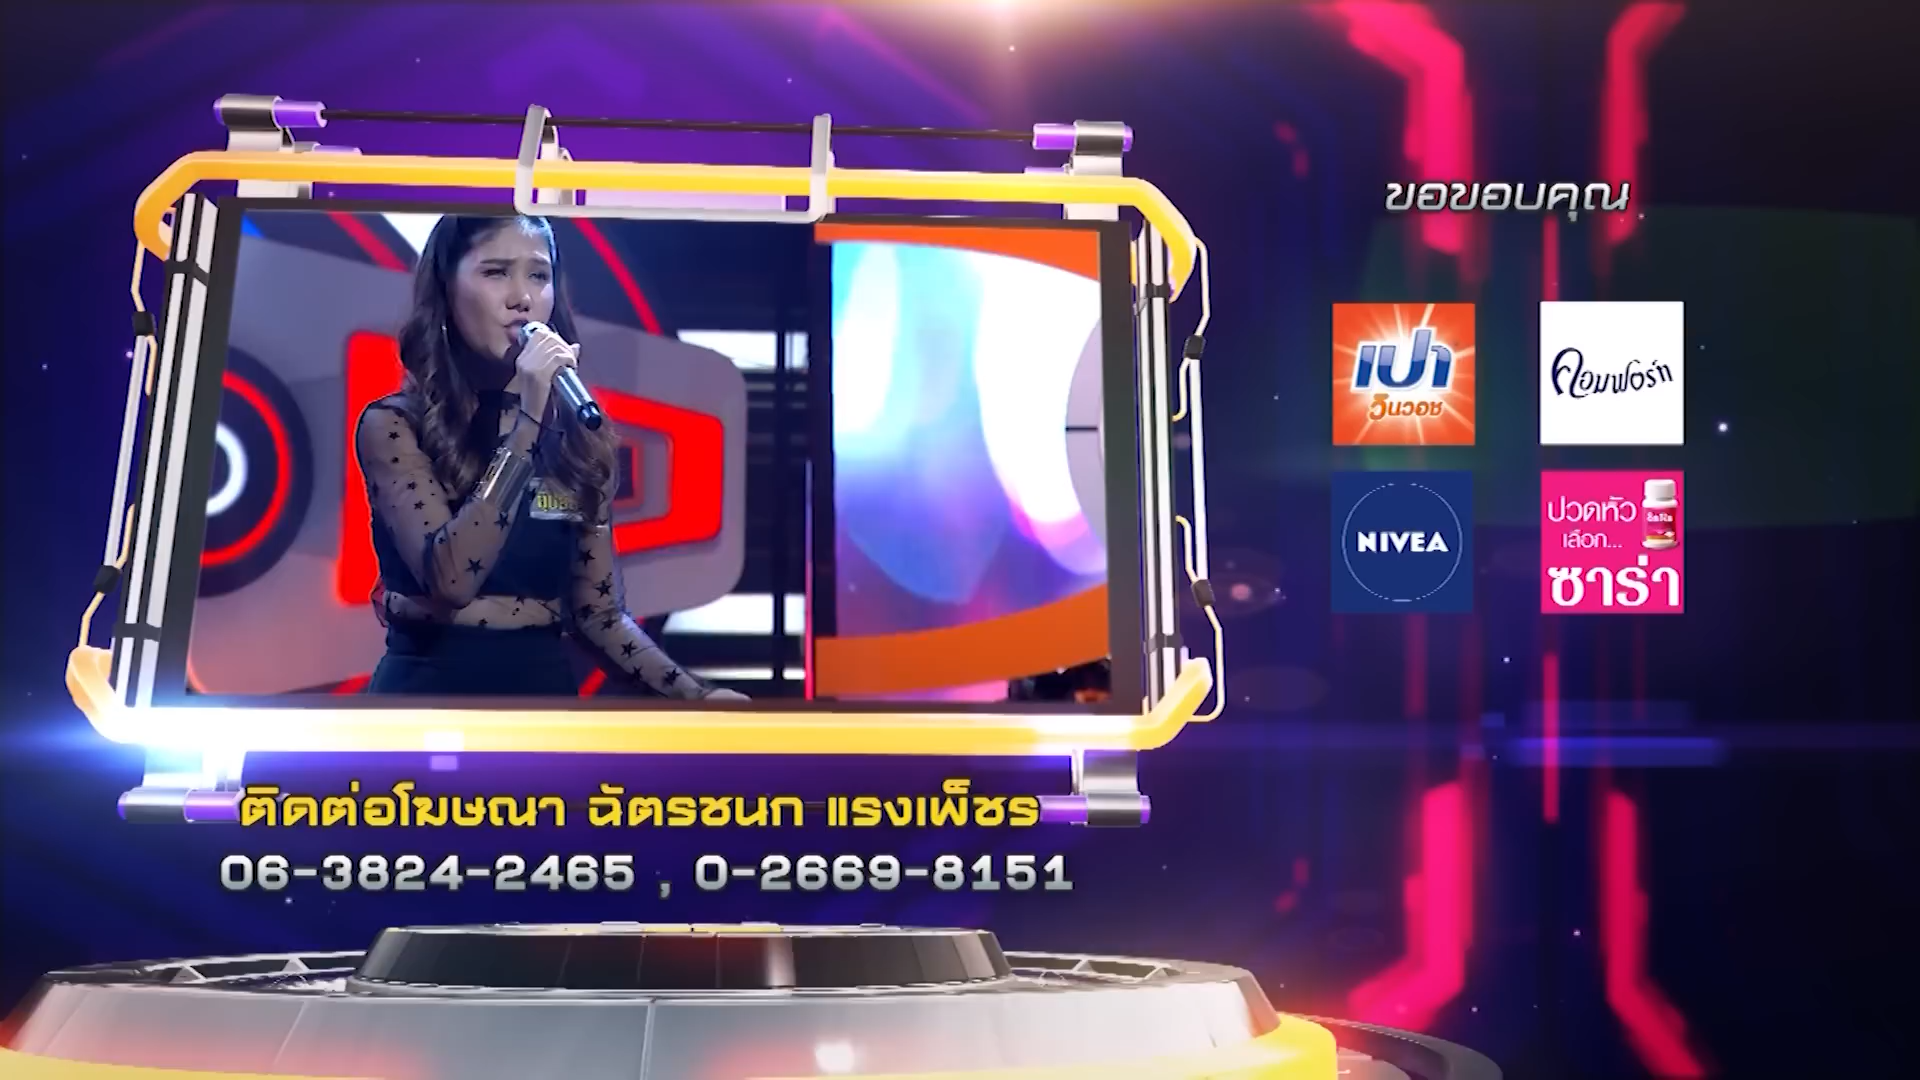 ขอขอบคุณ
เปา
วินวอช
คอมฟอร์ท
NIVEA
ปวดหัว
เลือก...
ซาร่า
ติดต่อโฆษณา ฉัตรชนก แรงเพ็ชร
06-3824-2465 , 0-2669-8151